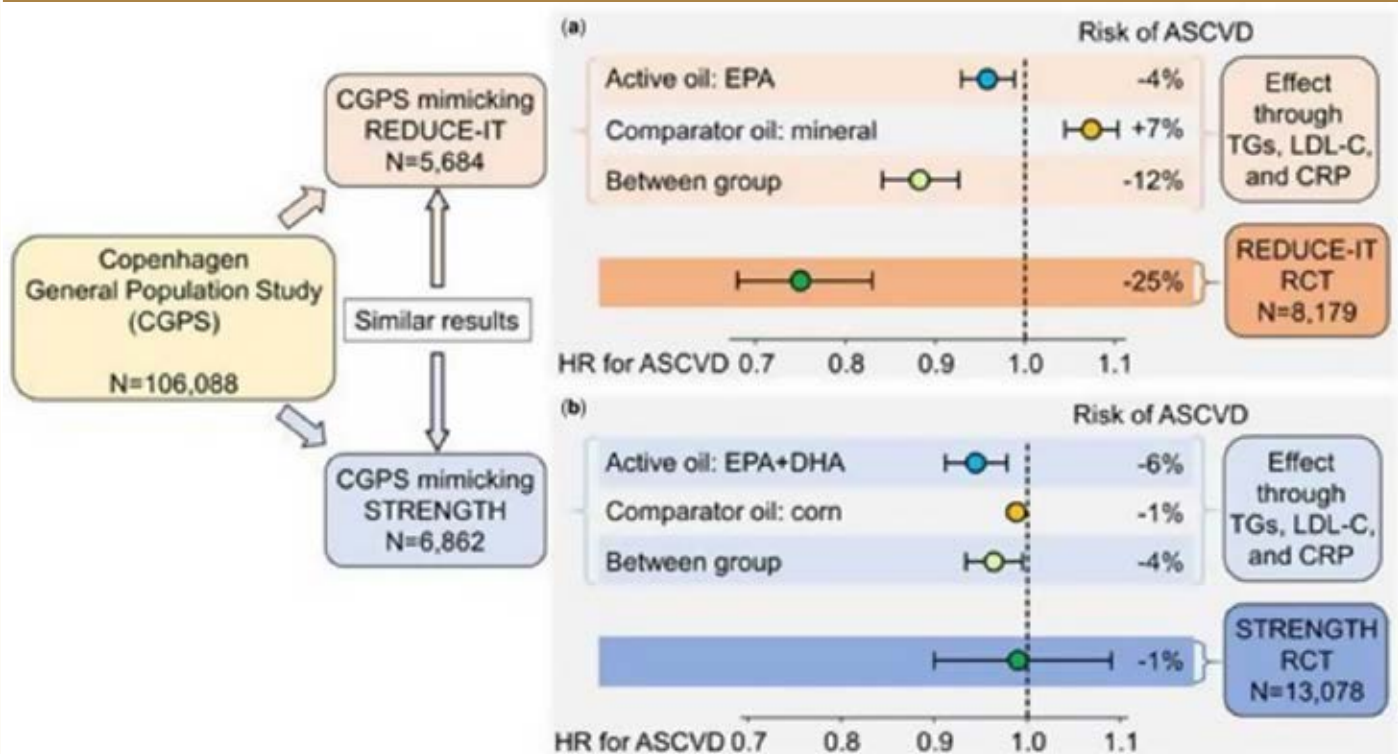 Copenhagen
General Population Study
(CGPS)
N=106,088
CGPS mimicking
REDUCE-IT
N=5,684
Similar results
CGPS mimicking
STRENGTH
N=6,862
(a)
Risk of ASCVD
Active oil: EPA -4%
Comparator oil: mineral +7%
Between group -12%
Effect
through
TGs, LDL-C,
and CRP
-25%
REDUCE-IT
RCT
N=8,179
HR for ASCVD 0.7 0.8 0.9 1.0 1.1
(b)
Risk of ASCVD
Active oil: EPA+DHA -6%
Comparator oil: corn -1%
Between group -4%
Effect
through
TGs, LDL-C,
and CRP
-1%
STRENGTH
RCT
N=13,078
HR for ASCVD 0.7 0.8 0.9 1.0 1.1